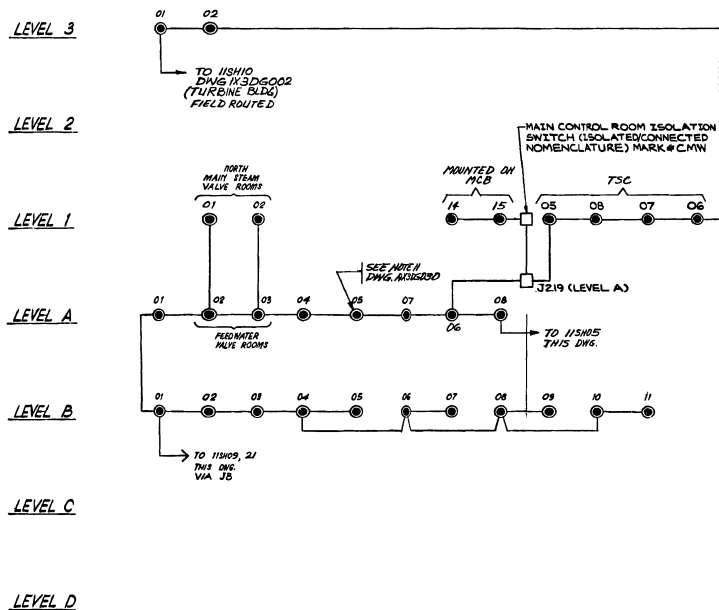 01 02
LEVEL 3
TO 11SH10
DWG 1X3DG002
(TURBINE BLDG)
FIELD ROUTED
LEVEL 2
MAIN CONTROL ROOM ISOLATION
SWITCH (ISOLATED/CONNECTED
NOMENCLATURE) MARK# CMW
NORTH
MAIN STEAM
VALVE ROOMS
MOUNTED ON
MCB
TSC
01 02 14 15 05 08 07 06
LEVEL 1
SEE NOTE 11
J219 (LEVEL A)
01 02 03 04 05 07 06 08
LEVEL A
FEEDWATER
VALVE ROOMS
TO 11SH05
THIS DWG.
01 02 03 04 05 06 07 08 09 10 11
LEVEL B
TO 11SH09, 21
THIS DWG.
VIA JB
LEVEL C
LEVEL D